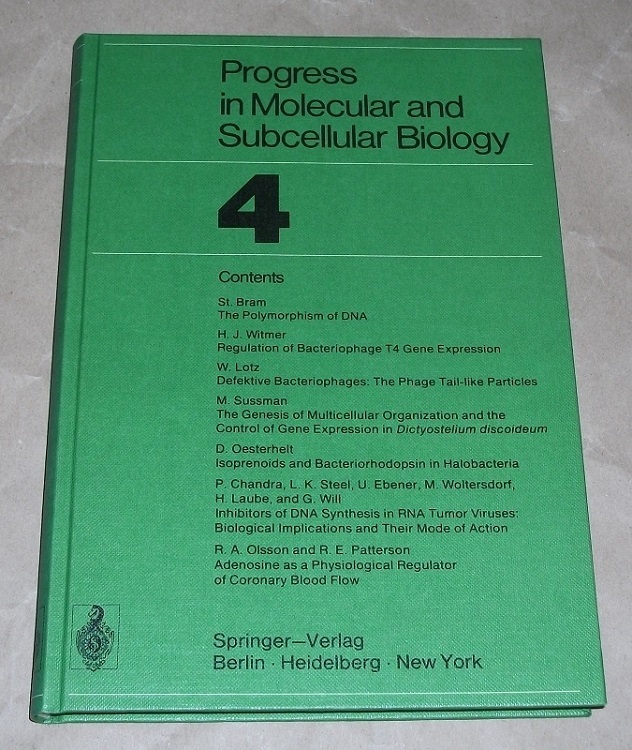 Progress
in Molecular and
Subcellular Biology
4
Contents
St. Bram
The Polymorphism of DNA
H. J. Witmer
Regulation of Bacteriophage T4 Gene Expression
W. Lotz
Defektive Bacteriophages: The Phage Tail-like Particles
M. Sussman
The Genesis of Multicellular Organization and the
Control of Gene Expression in Dictyostelium discoideum
D. Oesterhelt
Isoprenoids and Bacteriorhodopsin in Halobacteria
P. Chandra, L. K. Steel, U. Ebener, M. Woltersdorf,
H. Laube, and G. Will
Inhibitors of DNA Synthesis in RNA Tumor Viruses:
Biological Implications and Their Mode of Action
R. A. Olsson and R. E. Patterson
Adenosine as a Physiological Regulator
of Coronary Blood Flow
Springer–Verlag
Berlin · Heidelberg · New York